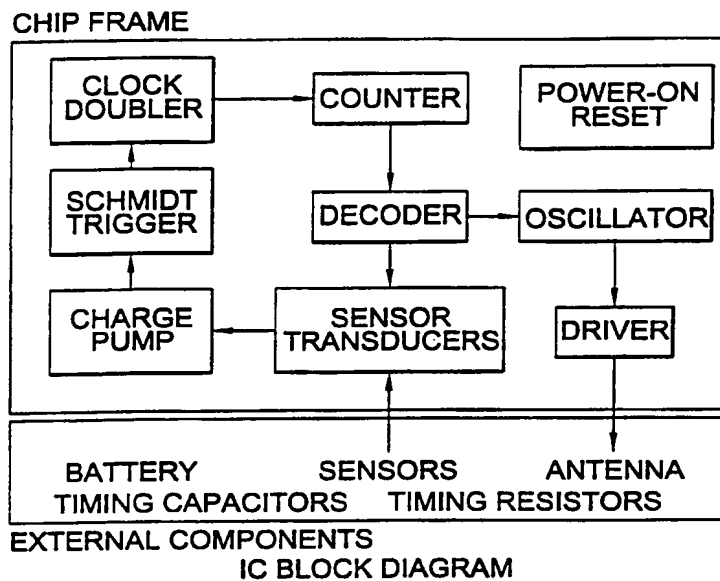 CHIP FRAME
CLOCK
DOUBLER
COUNTER
POWER-ON
RESET
SCHMIDT
TRIGGER
DECODER
OSCILLATOR
CHARGE
PUMP
SENSOR
TRANSDUCERS
DRIVER
BATTERY SENSORS ANTENNA
TIMING CAPACITORS TIMING RESISTORS
EXTERNAL COMPONENTS
IC BLOCK DIAGRAM